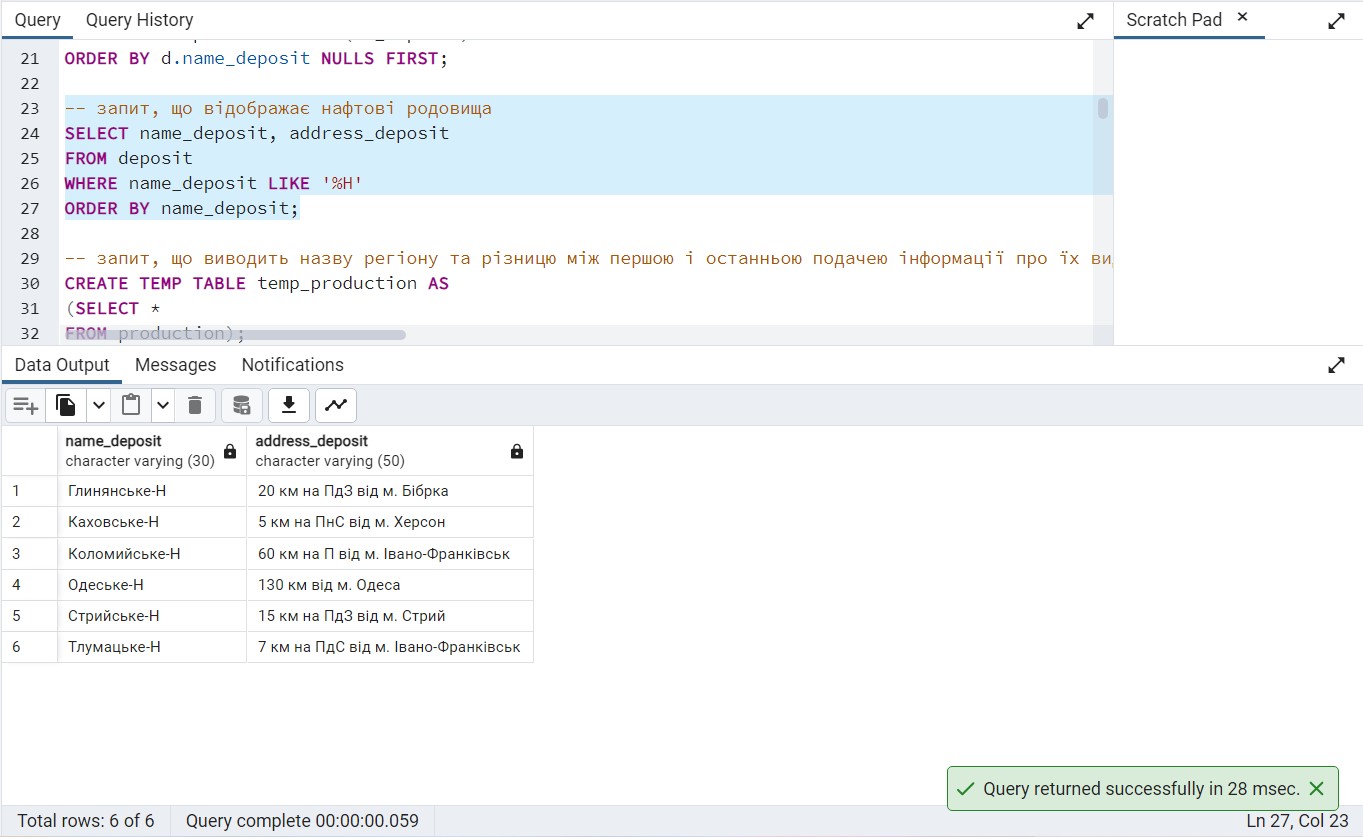 Query Query History Scratch Pad
21 ORDER BY d.name_deposit NULLS FIRST;
22
23 -- запит, що відображає нафтові родовища
24 SELECT name_deposit, address_deposit
25 FROM deposit
26 WHERE name_deposit LIKE '%Н'
27 ORDER BY name_deposit;
28
29 -- запит, що виводить назву регіону та різницю між першою і останньою подачею інформації про їх
30 CREATE TEMP TABLE temp_production AS
31 (SELECT *
32 FROM production);
Data Output Messages Notifications
name_deposit address_deposit
character varying (30) character varying (50)
1 Глинянське-Н 20 км на ПдЗ від м. Бібрка
2 Каховське-Н 5 км на ПнС від м. Херсон
3 Коломийське-Н 60 км на П від м. Івано-Франківськ
4 Одеське-Н 130 км від м. Одеса
5 Стрийське-Н 15 км на ПдЗ від м. Стрий
6 Тлумацьке-Н 7 км на ПдС від м. Івано-Франківськ
Query returned successfully in 28 msec.
Total rows: 6 of 6 Query complete 00:00:00.059 Ln 27, Col 23